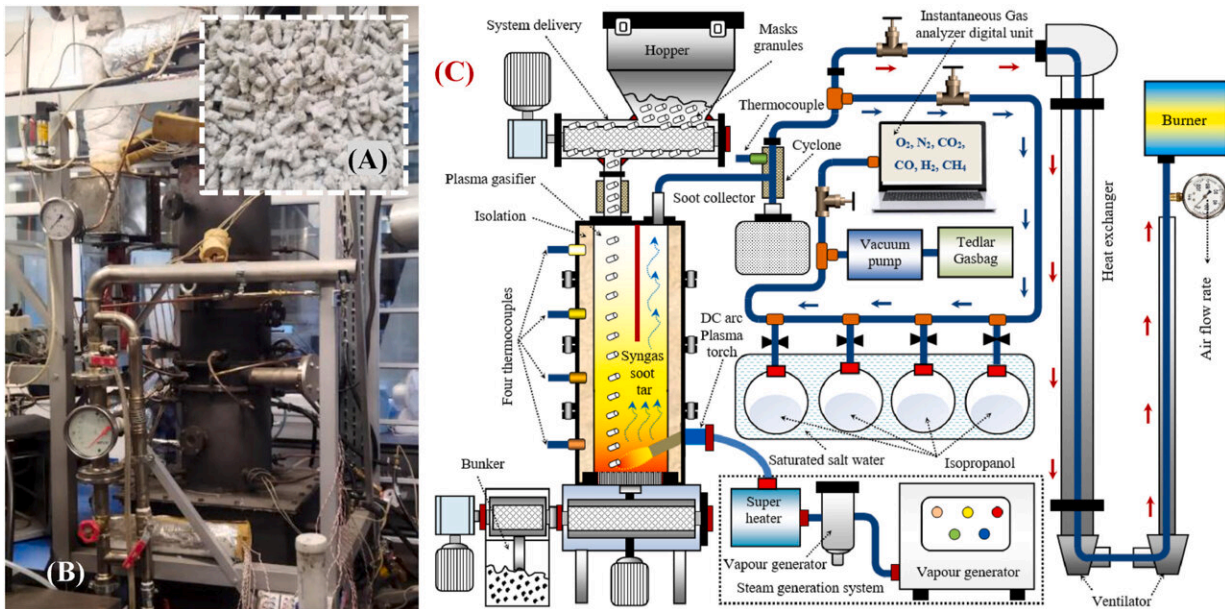 (A)
(B)
(C)
System delivery
Hopper
Masks
granules
Instantaneous Gas
analyzer digital unit
Thermocouple
Cyclone
O₂, N₂, CO₂,
CO, H₂, CH₄
Burner
Plasma gasifier
Isolation
Soot collector
Vacuum
pump
Tedlar
Gasbag
Heat exchanger
Air flow rate
Four thermocouples
Syngas
soot
tar
DC arc
Plasma
torch
Saturated salt water
Isopropanol
Bunker
Super
heater
Vapour generator
Steam generation system
Vapour generator
Ventilator